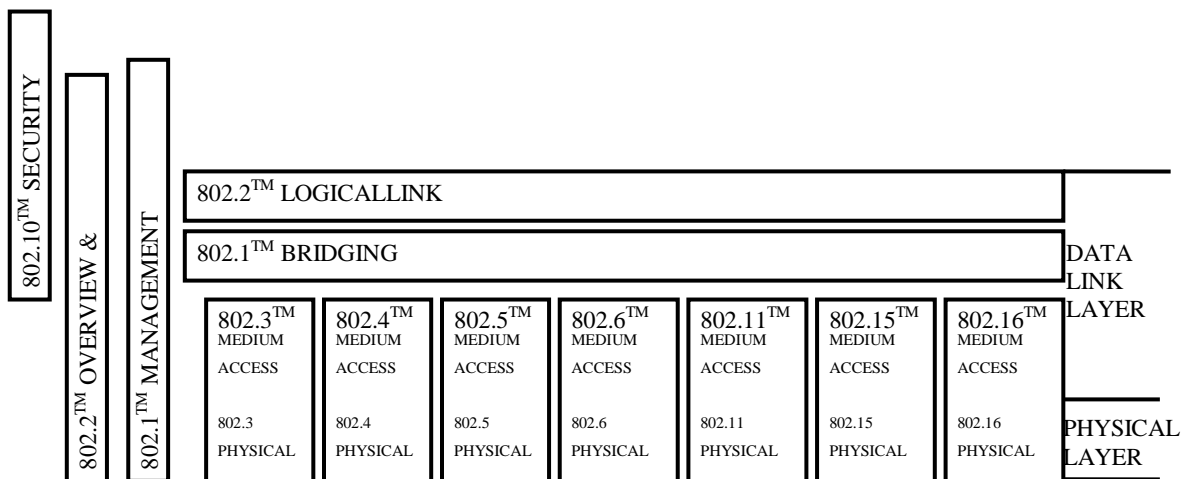 802.10™ SECURITY
802.2™ OVERVIEW &
802.1™ MANAGEMENT
802.2™ LOGICALLINK
802.1™ BRIDGING
802.3™
MEDIUM
ACCESS
802.3
PHYSICAL
802.4™
MEDIUM
ACCESS
802.4
PHYSICAL
802.5™
MEDIUM
ACCESS
802.5
PHYSICAL
802.6™
MEDIUM
ACCESS
802.6
PHYSICAL
802.11™
MEDIUM
ACCESS
802.11
PHYSICAL
802.15™
MEDIUM
ACCESS
802.15
PHYSICAL
802.16™
MEDIUM
ACCESS
802.16
PHYSICAL
DATA
LINK
LAYER
PHYSICAL
LAYER